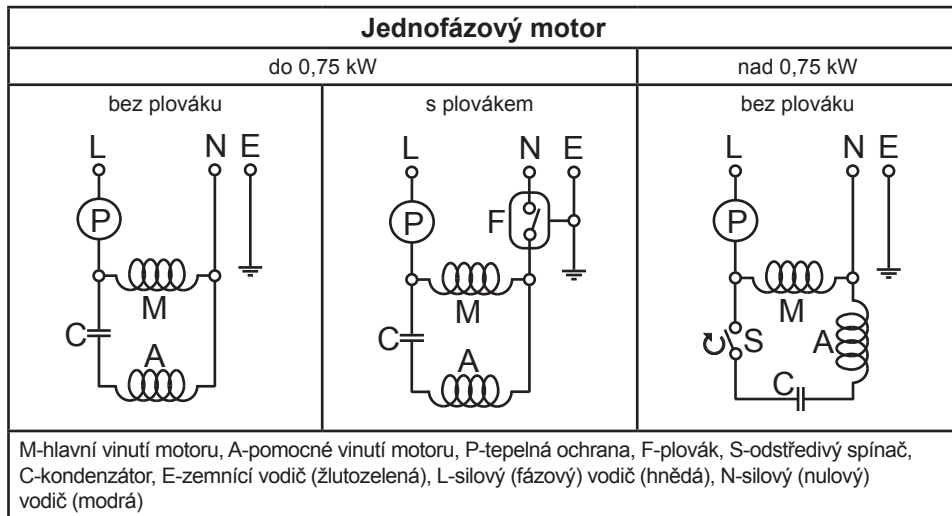 Jednofázový motor
do 0,75 kW
nad 0,75 kW
bez plováku
s plovákem
bez plováku
L N E
P
M
C
A
L N E
P
F
M
C
A
L N E
P
M
S
A
C
M-hlavní vinutí motoru, A-pomocné vinutí motoru, P-tepelná ochrana, F-plovák, S-odstředivý spínač,
C-kondenzátor, E-zemnící vodič (žlutozelená), L-silový (fázový) vodič (hnědá), N-silový (nulový)
vodič (modrá)